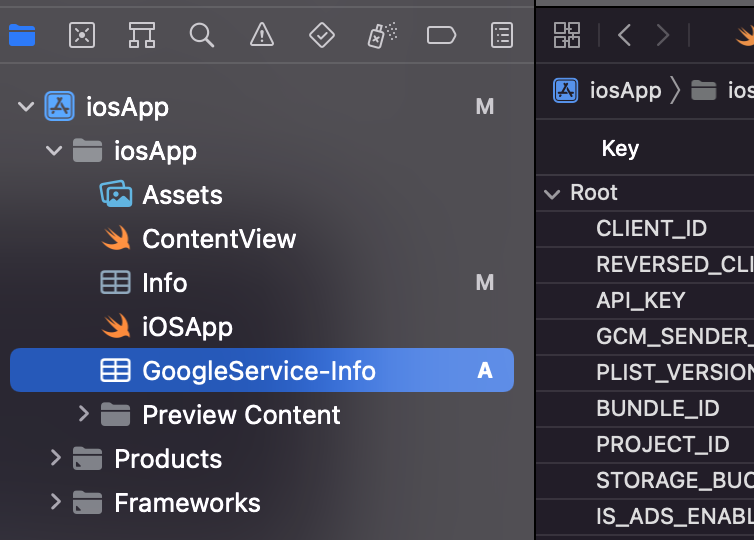 iosApp M
iosApp
Assets
ContentView
Info M
iOSApp
GoogleService-Info A
Preview Content
Products
Frameworks
iosApp ios
Key
Root
CLIENT_ID
REVERSED_CLI
API_KEY
GCM_SENDER_
PLIST_VERSION
BUNDLE_ID
PROJECT_ID
STORAGE_BUC
IS_ADS_ENABL